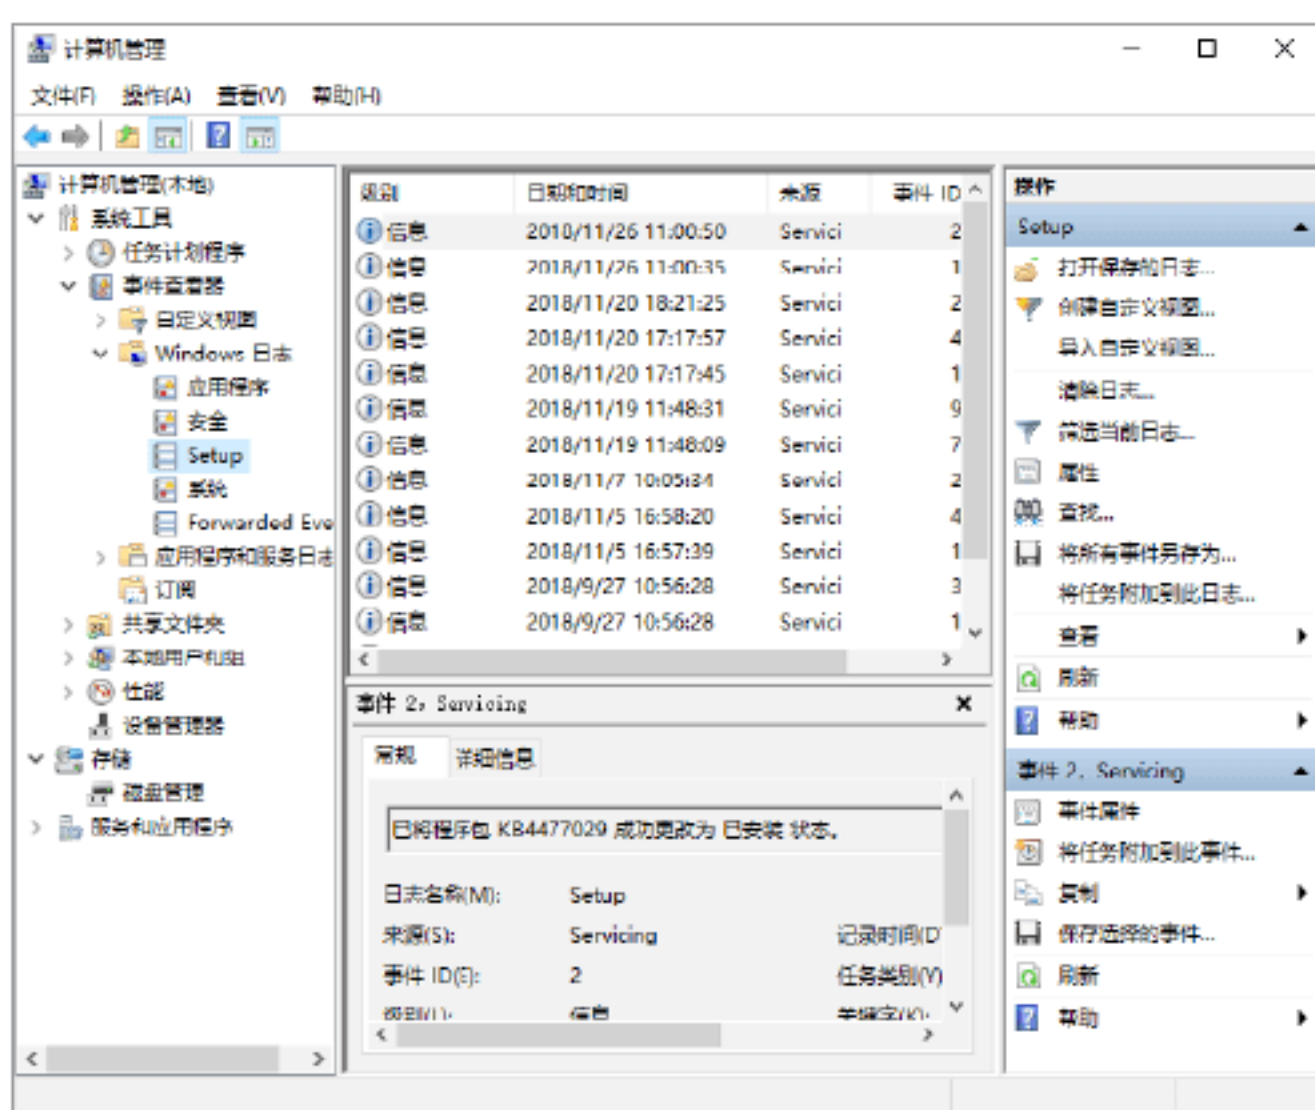 计算机管理
文件(F) 操作(A) 查看(V) 帮助(H)
计算机管理(本地)
系统工具
任务计划程序
事件查看器
自定义视图
Windows 日志
应用程序
安全
Setup
系统
Forwarded Eve
应用程序和服务日志
订阅
共享文件夹
本地用户和组
性能
设备管理器
存储
磁盘管理
服务和应用程序
级别 日期和时间 来源 事件 ID
信息 2018/11/26 11:00:50 Servici 2
信息 2018/11/26 11:00:35 Servici 1
信息 2018/11/20 18:21:25 Servici 2
信息 2018/11/20 17:17:57 Servici 4
信息 2018/11/20 17:17:45 Servici 1
信息 2018/11/19 11:48:31 Servici 9
信息 2018/11/19 11:48:09 Servici 7
信息 2018/11/7 10:05:34 Servici 2
信息 2018/11/5 16:58:20 Servici 4
信息 2018/11/5 16:57:39 Servici 1
信息 2018/9/27 10:56:28 Servici 3
信息 2018/9/27 10:56:28 Servici 1
事件 2, Servicing
常规 详细信息
已将程序包 KB4477029 成功更改为 已安装 状态。
日志名称(M): Setup
来源(S): Servicing 记录时间(D
事件 ID(E): 2 任务类别(Y)
级别(L): 信息 关键字(K):
操作
Setup
打开保存的日志...
创建自定义视图...
导入自定义视图...
清除日志...
筛选当前日志...
属性
查找...
将所有事件另存为...
将任务附加到此日志...
查看
刷新
帮助
事件 2, Servicing
事件属性
将任务附加到此事件...
复制
保存选择的事件...
刷新
帮助